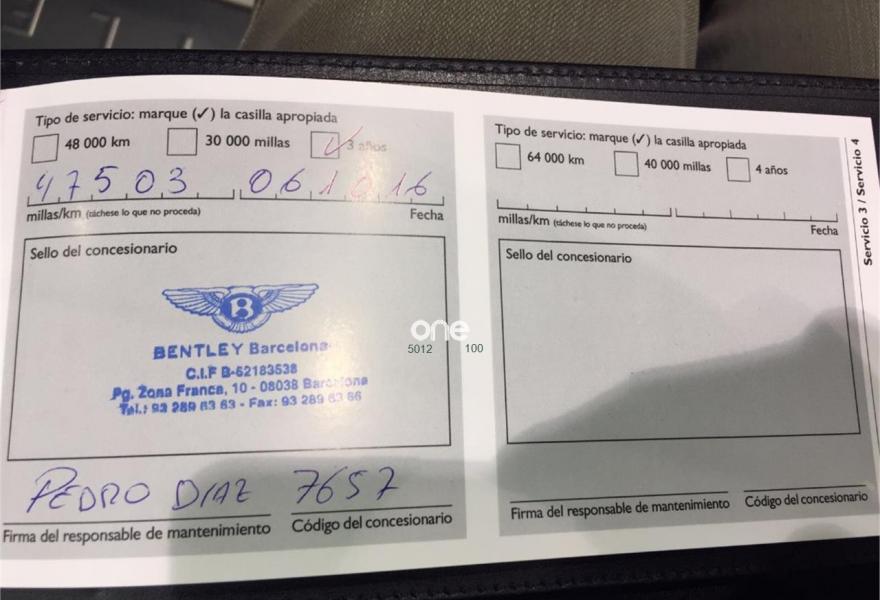 Tipo de servicio: marque (✓) la casilla apropiada
48 000 km 30 000 millas 3 años
47503 061016
millas/km (táchese lo que no proceda) Fecha
Sello del concesionario
B
BENTLEY Barcelona
C.I.F B-62183538
Pg. Zona Franca, 10 - 08038 Barcelona
Tel.: 93 289 63 63 - Fax: 93 289 63 66
PEDRO DIAZ 7657
Firma del responsable de mantenimiento Código del concesionario
Tipo de servicio: marque (✓) la casilla apropiada
64 000 km 40 000 millas 4 años
millas/km (táchese lo que no proceda) Fecha
Sello del concesionario
Firma del responsable de mantenimiento Código del concesionario
Servicio 3 / Servicio 4
one
5012 100